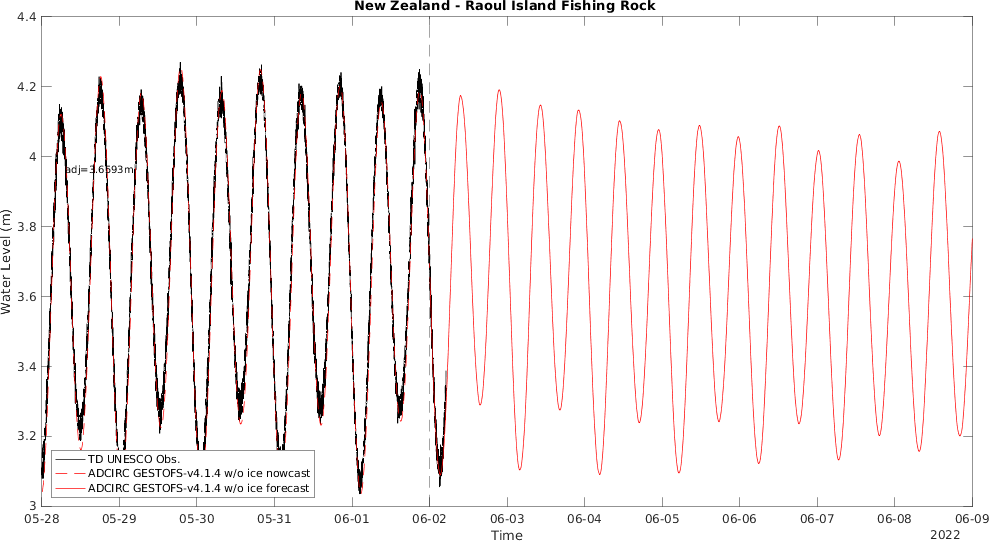 New Zealand - Raoul Island Fishing Rock
4.4
4.2
4
3.8
3.6
3.4
3.2
3
Water Level (m)
adj=3.6593m
TD UNESCO Obs.
ADCIRC GESTOFS-v4.1.4 w/o ice nowcast
ADCIRC GESTOFS-v4.1.4 w/o ice forecast
05-28 05-29 05-30 05-31 06-01 06-02 06-03 06-04 06-05 06-06 06-07 06-08 06-09
Time
2022